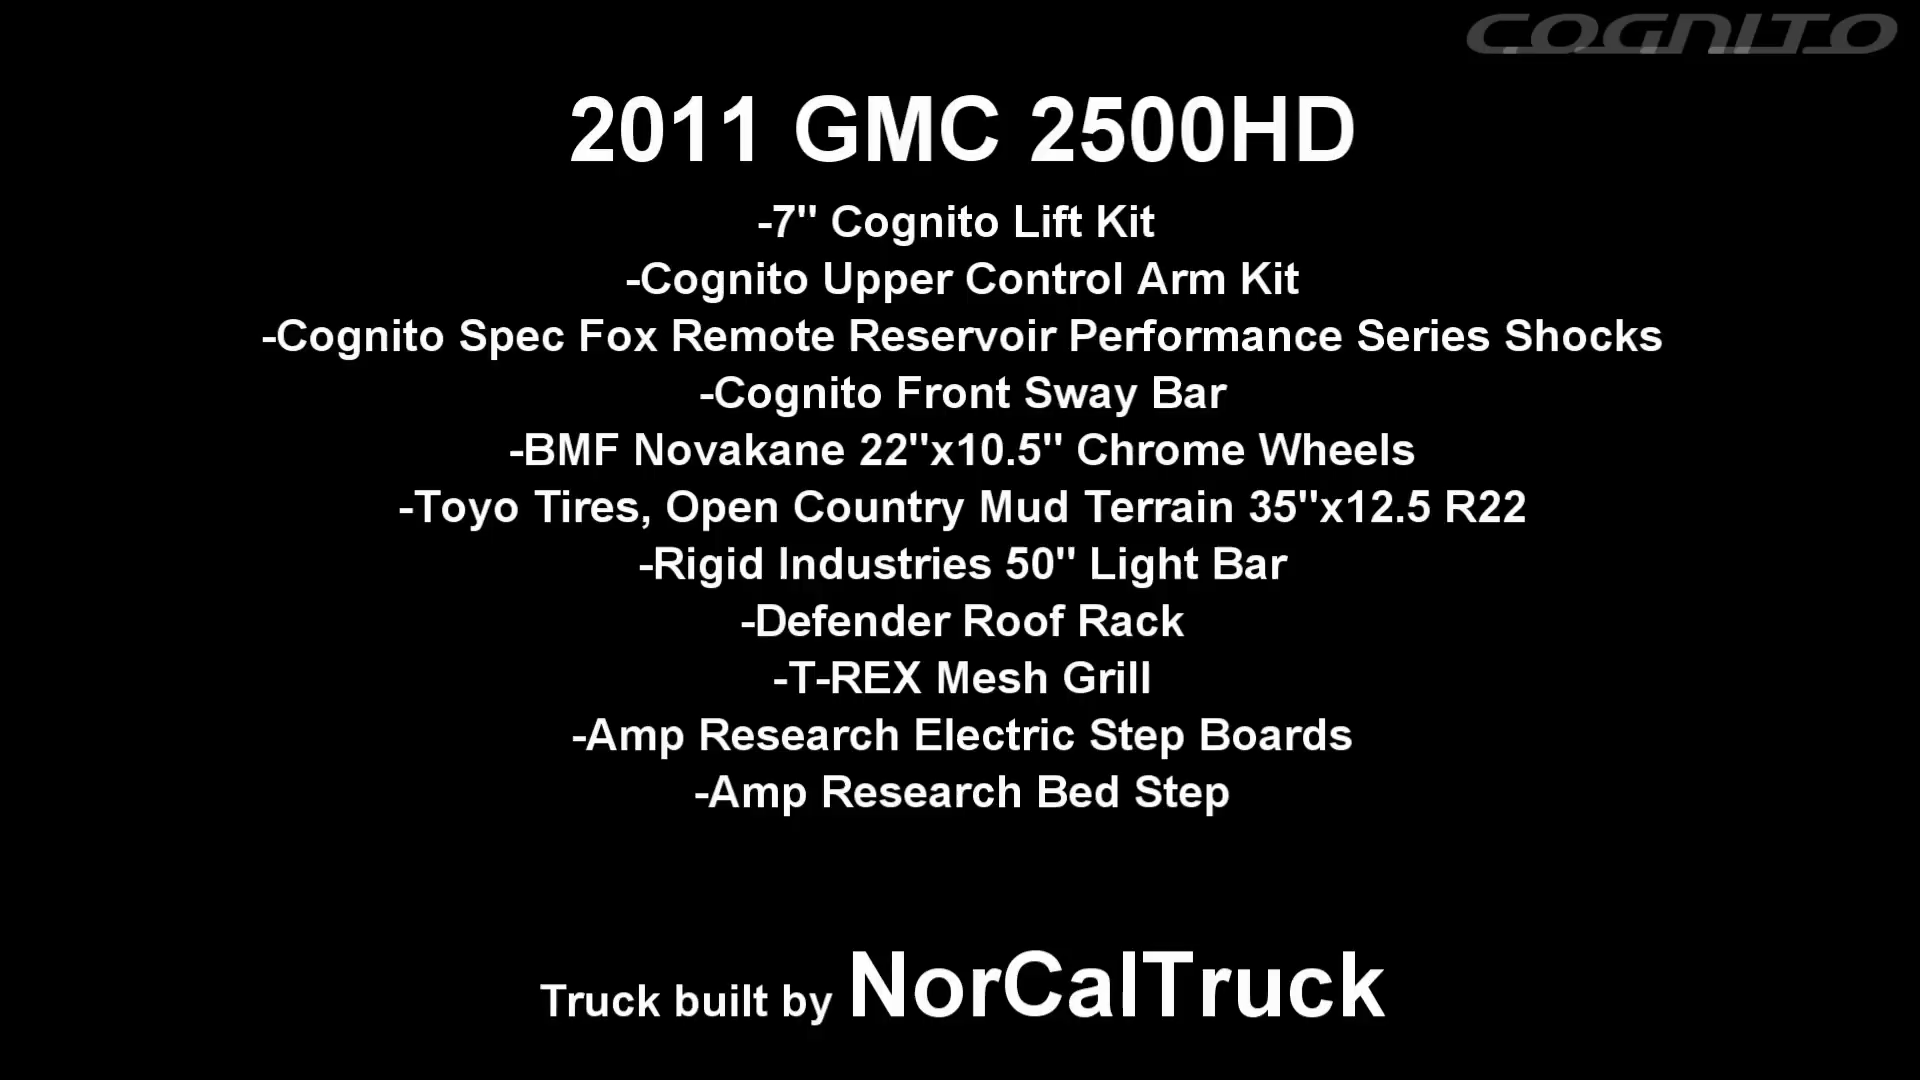 COGNITO
2011 GMC 2500HD
-7" Cognito Lift Kit
-Cognito Upper Control Arm Kit
-Cognito Spec Fox Remote Reservoir Performance Series Shocks
-Cognito Front Sway Bar
-BMF Novakane 22"x10.5" Chrome Wheels
-Toyo Tires, Open Country Mud Terrain 35"x12.5 R22
-Rigid Industries 50" Light Bar
-Defender Roof Rack
-T-REX Mesh Grill
-Amp Research Electric Step Boards
-Amp Research Bed Step
Truck built by NorCalTruck